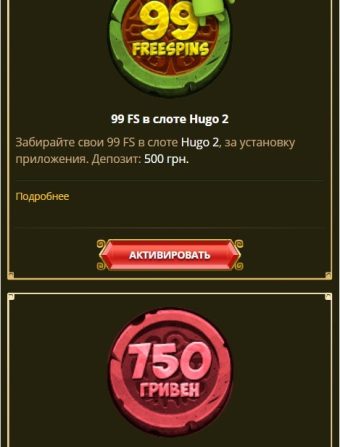 99
FREESPINS
99 FS в слоте Hugo 2
Забирайте свои 99 FS в слоте Hugo 2, за установку
приложения. Депозит: 500 грн.
Подробнее
АКТИВИРОВАТЬ
750
ГРИВЕН